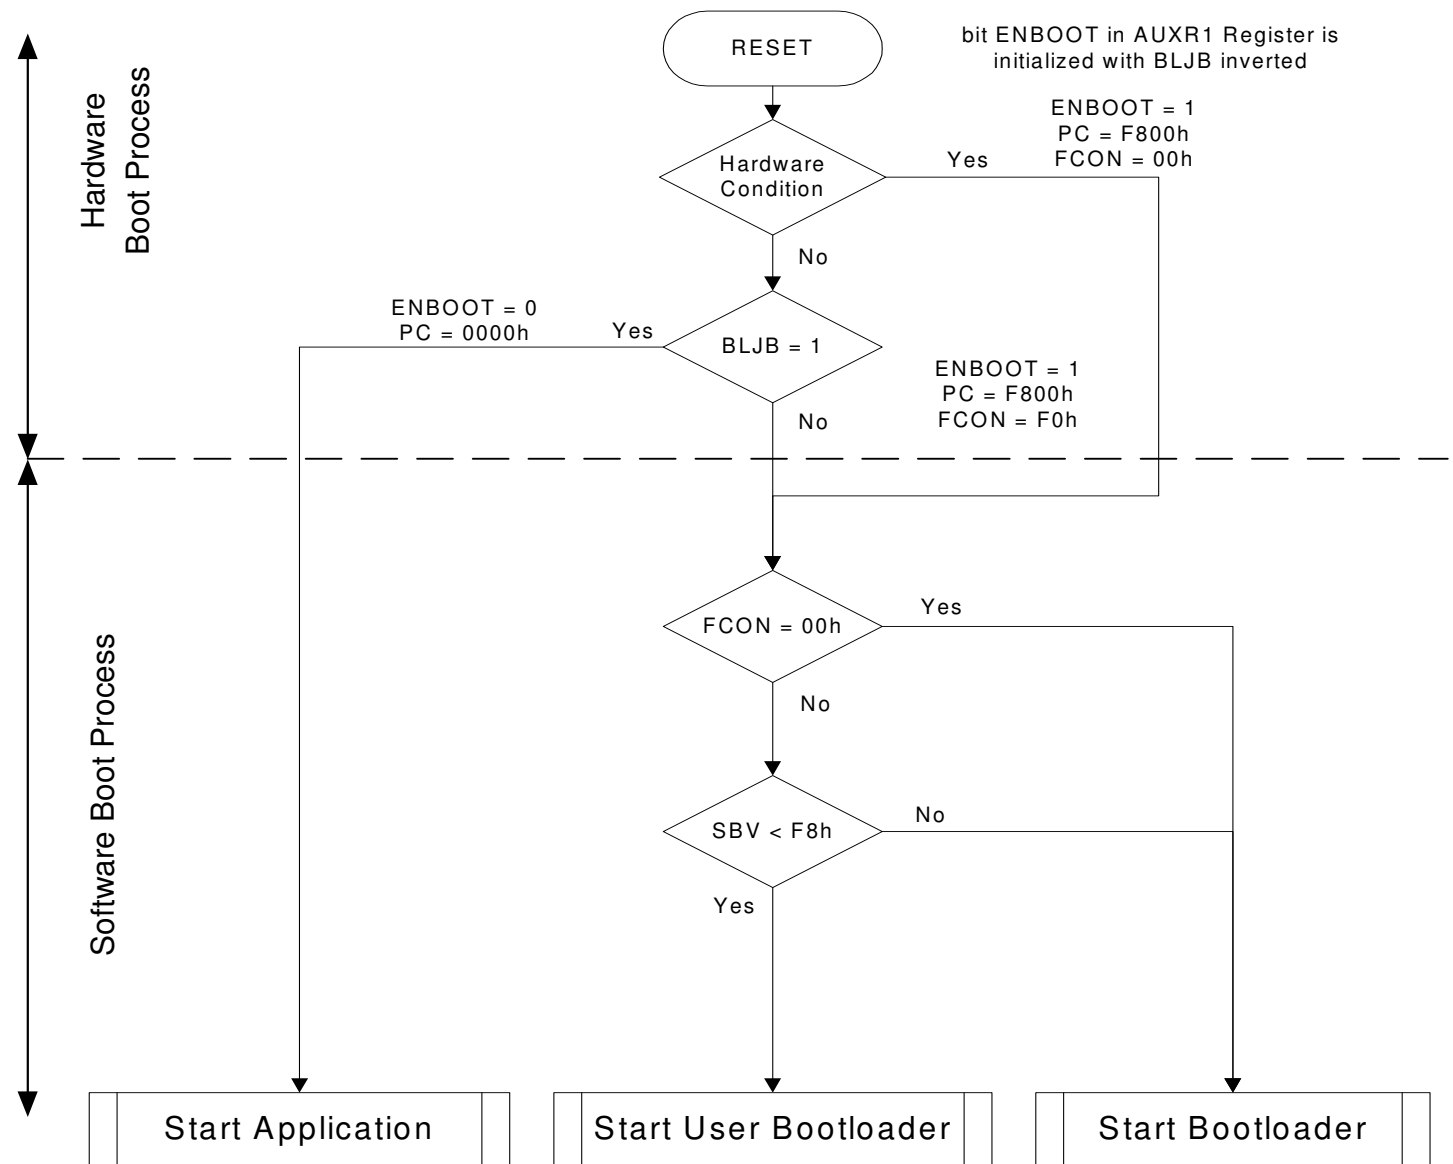 RESET
bit ENBOOT in AUXR1 Register is
initialized with BLJB inverted
Hardware
Boot Process
ENBOOT = 1
PC = F800h
FCON = 00h
Hardware
Condition
Yes
No
ENBOOT = 0
PC = 0000h
Yes
BLJB = 1
ENBOOT = 1
PC = F800h
FCON = F0h
No
Software Boot Process
FCON = 00h
Yes
No
SBV < F8h
No
Yes
Start Application
Start User Bootloader
Start Bootloader